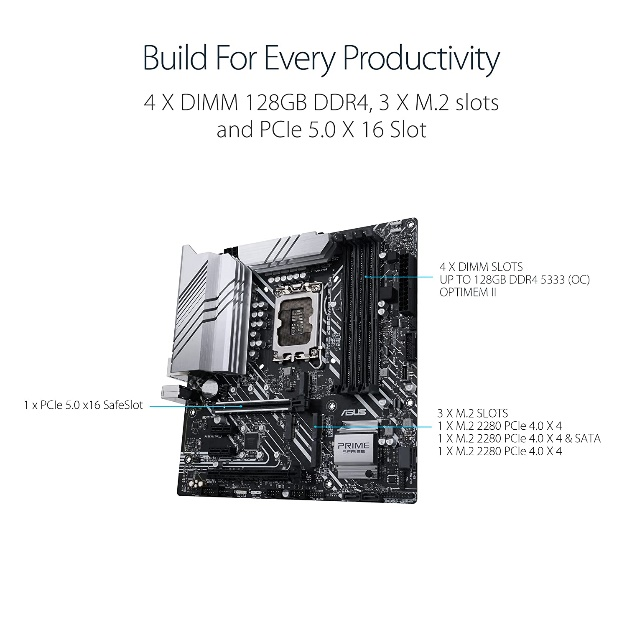 Build For Every Productivity
4 X DIMM 128GB DDR4, 3 X M.2 slots
and PCIe 5.0 X 16 Slot
4 X DIMM SLOTS
UP TO 128GB DDR4 5333 (OC)
OPTIMEM II
1 x PCIe 5.0 x16 SafeSlot
3 X M.2 SLOTS
1 X M.2 2280 PCIe 4.0 X 4
1 X M.2 2280 PCIe 4.0 X 4 & SATA
1 X M.2 2280 PCIe 4.0 X 4
ASUS
PRIME